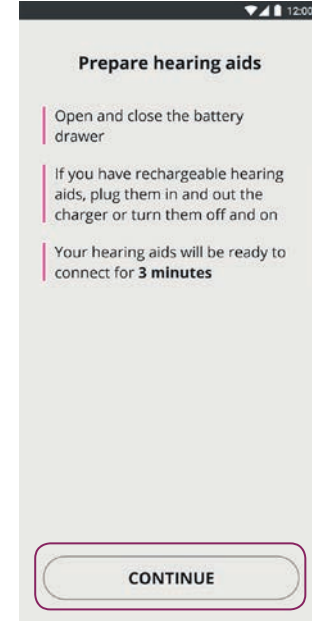 12:00
Prepare hearing aids
Open and close the battery
drawer
If you have rechargeable hearing
aids, plug them in and out the
charger or turn them off and on
Your hearing aids will be ready to
connect for 3 minutes
CONTINUE